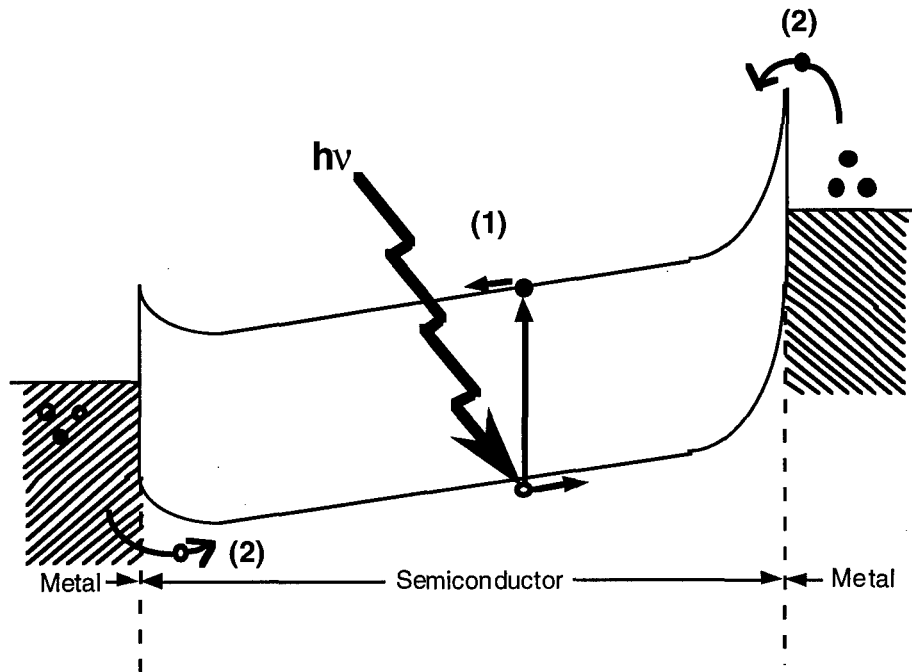 (2)
hν
(1)
(2)
Metal
Semiconductor
Metal